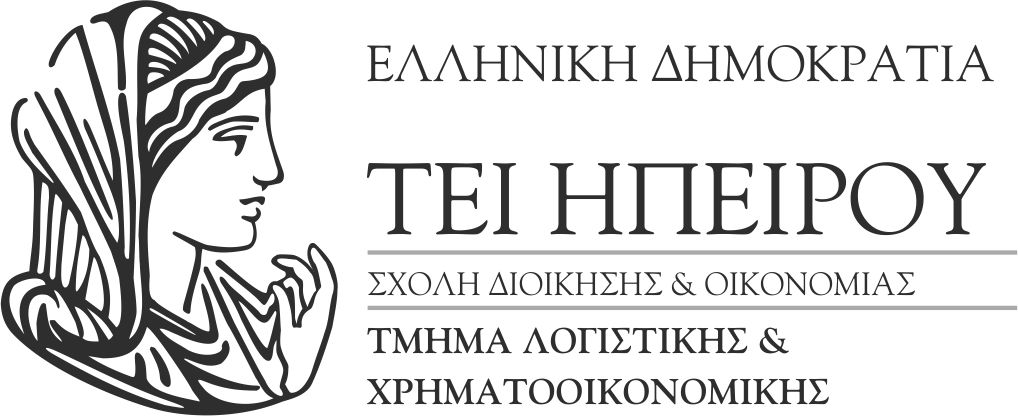 ΕΛΛΗΝΙΚΗ ΔΗΜΟΚΡΑΤΙΑ
ΤΕΙ ΗΠΕΙΡΟΥ
ΣΧΟΛΗ ΔΙΟΙΚΗΣΗΣ & ΟΙΚΟΝΟΜΙΑΣ
ΤΜΗΜΑ ΛΟΓΙΣΤΙΚΗΣ &
ΧΡΗΜΑΤΟΟΙΚΟΝΟΜΙΚΗΣ